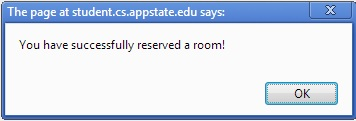 The page at student.cs.appstate.edu says:
You have successfully reserved a room!
OK